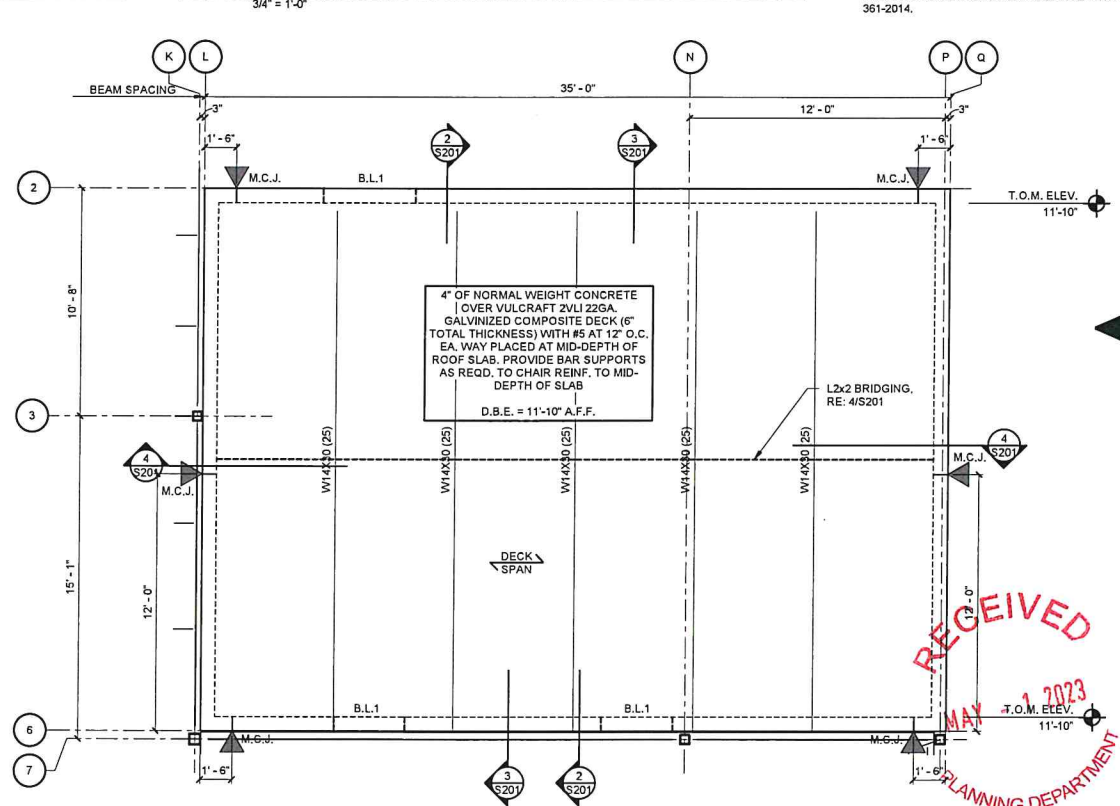 3/4" = 1'-0"
361-2014.
K
L
N
P
Q
BEAM SPACING
35' - 0"
3"
12' - 0"
3"
1' - 6"
1' - 6"
2
S201
3
S201
2
M.C.J.
B.L.1
M.C.J.
T.O.M. ELEV.
11'-10"
10' - 8"
4" OF NORMAL WEIGHT CONCRETE
OVER VULCRAFT 2VLI 22GA.
GALVANIZED COMPOSITE DECK (6"
TOTAL THICKNESS) WITH #5 AT 12" O.C.
EA. WAY PLACED AT MID-DEPTH OF
ROOF SLAB. PROVIDE BAR SUPPORTS
AS REQD. TO CHAIR REINF. TO MID-
DEPTH OF SLAB
D.B.E. = 11'-10" A.F.F.
L2x2 BRIDGING,
RE: 4/S201
3
4
S201
M.C.J.
W14X30 (25)
W14X30 (25)
W14X30 (25)
W14X30 (25)
W14X30 (25)
4
S201
M.C.J.
DECK
SPAN
15' - 1"
12' - 0"
12' - 0"
RECEIVED
MAY - 1 2023
PLANNING DEPARTMENT
B.L.1
B.L.1
T.O.M. ELEV.
11'-10"
6
M.C.J.
M.C.J.
7
1' - 6"
1' - 6"
3
S201
2
S201